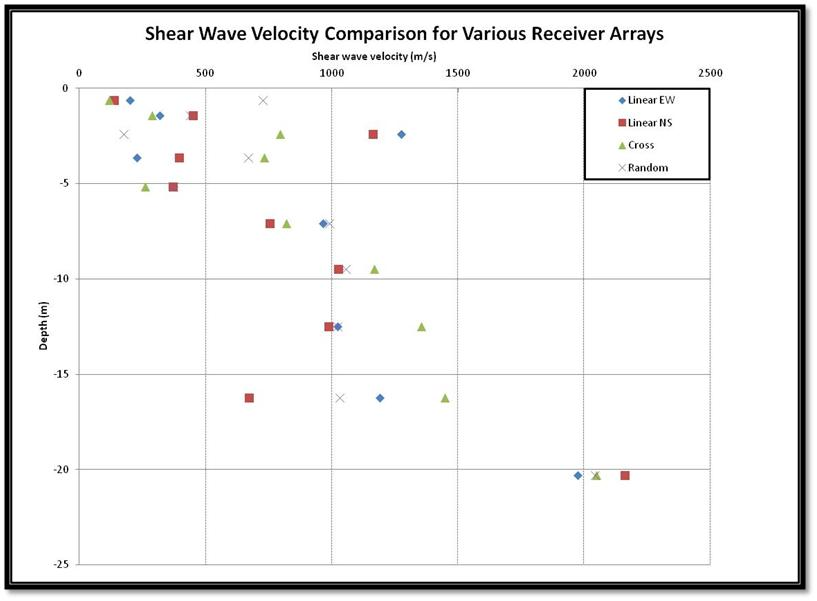 Shear Wave Velocity Comparison for Various Receiver Arrays
Shear wave velocity (m/s)
0 500 1000 1500 2000 2500
0
-5
-10
-15
-20
-25
Depth (m)
Linear EW
Linear NS
Cross
Random